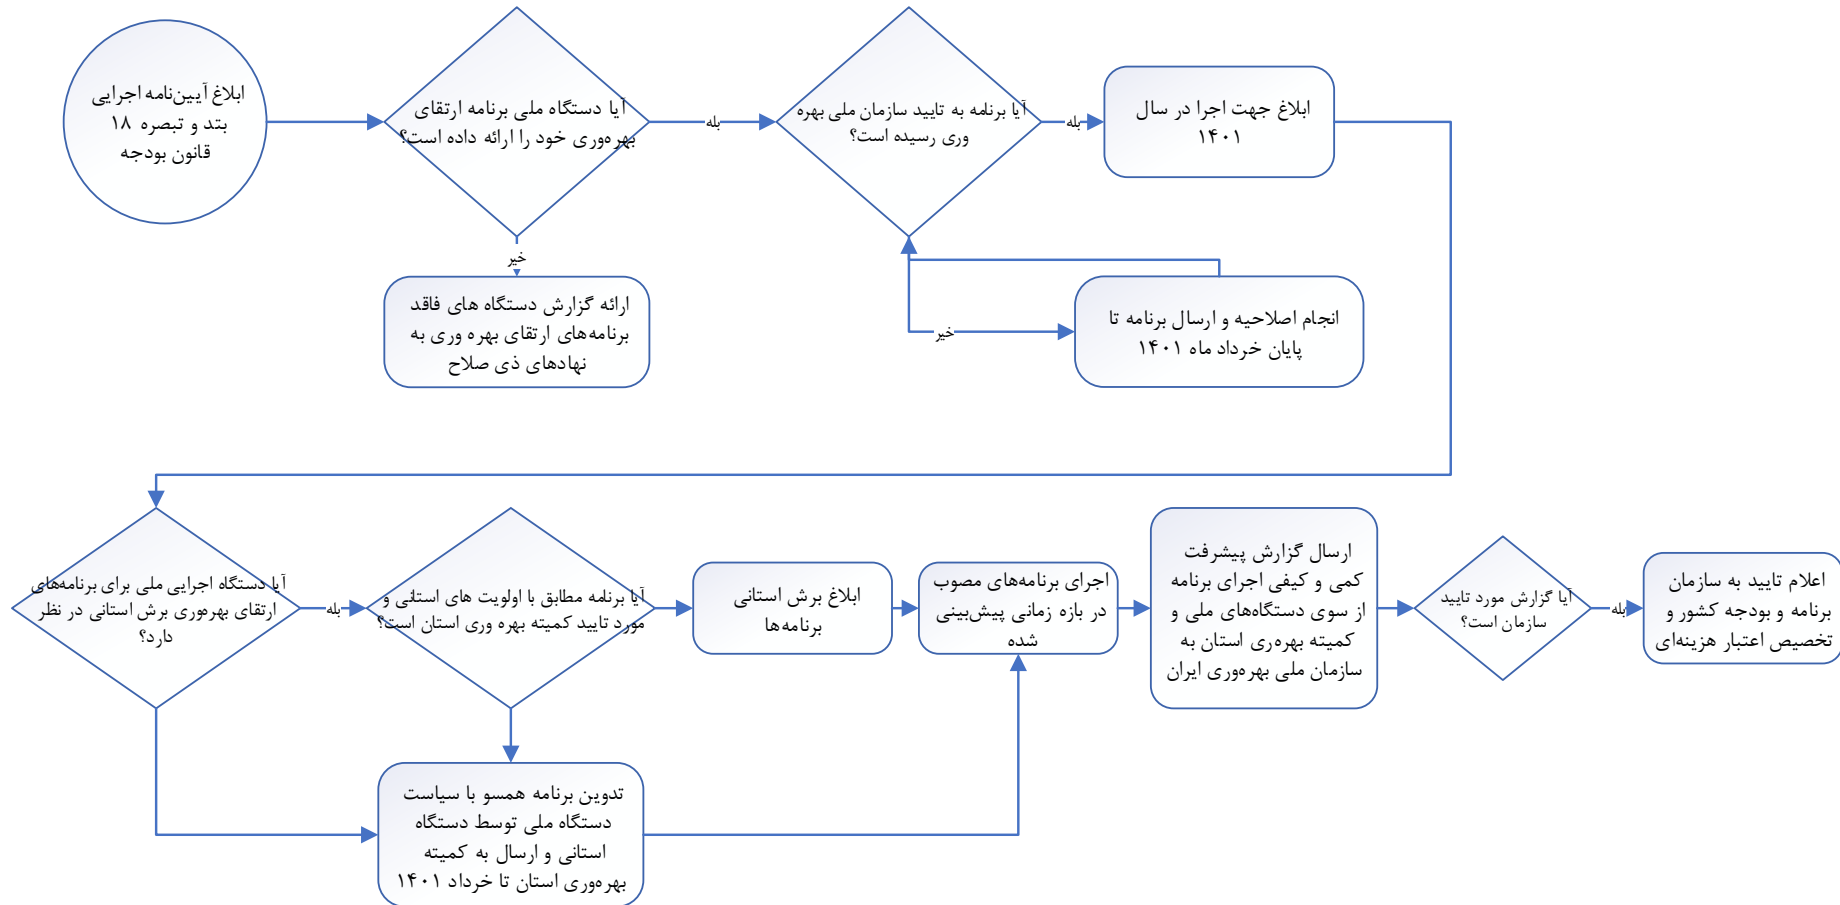 ابلاغ آیین‌نامه اجرایی
بتد و تبصره ۱۸
قانون بودجه
آیا دستگاه ملی برنامه ارتقای
بهره‌وری خود را ارائه داده است؟
بله
خیر
ارائه گزارش دستگاه های فاقد
برنامه‌های ارتقای بهره وری به
نهادهای ذی صلاح
آیا برنامه به تایید سازمان ملی بهره
وری رسیده است؟
بله
خیر
ابلاغ جهت اجرا در سال
۱۴۰۱
انجام اصلاحیه و ارسال برنامه تا
پایان خرداد ماه ۱۴۰۱
آیا دستگاه اجرایی ملی برای برنامه‌های
ارتقای بهره‌وری برش استانی در نظر
دارد؟
بله
آیا برنامه مطابق با اولویت های استانی و
مورد تایید کمیته بهره وری استان است؟
تدوین برنامه همسو با سیاست
دستگاه ملی توسط دستگاه
استانی و ارسال به کمیته
بهره‌وری استان تا خرداد ۱۴۰۱
ابلاغ برش استانی
برنامه‌ها
اجرای برنامه‌های مصوب
در بازه زمانی پیش‌بینی
شده
ارسال گزارش پیشرفت
کمی و کیفی اجرای برنامه
از سوی دستگاه‌های ملی و
کمیته بهره‌ری استان به
سازمان ملی بهره‌وری ایران
آیا گزارش مورد تایید
سازمان است؟
بله
اعلام تایید به سازمان
برنامه و بودجه کشور و
تخصیص اعتبار هزینه‌ای